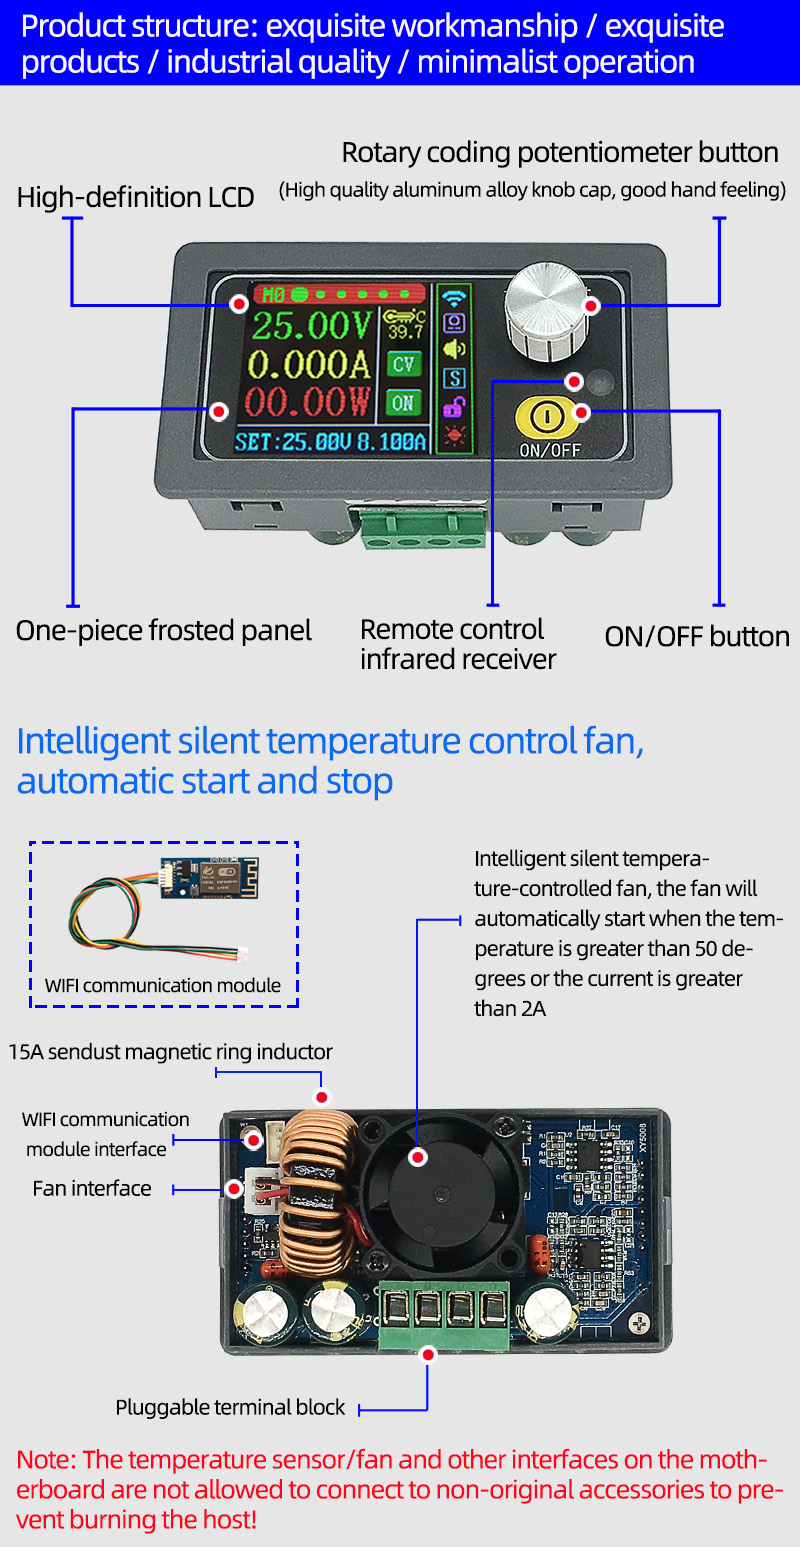 Product structure: exquisite workmanship / exquisite
products / industrial quality / minimalist operation
Rotary coding potentiometer button
(High quality aluminum alloy knob cap, good hand feeling)
High-definition LCD
M0
25.00V
C
39.7
0.000A
CV
00.00W
ON
S
SET:25.00V 8.100A
ON/OFF
One-piece frosted panel
Remote control
infrared receiver
ON/OFF button
Intelligent silent temperature control fan,
automatic start and stop
WIFI communication module
Intelligent silent tempera-
ture-controlled fan, the fan will
automatically start when the tem-
perature is greater than 50 de-
grees or the current is greater
than 2A
15A sendust magnetic ring inductor
WIFI communication
module interface
Fan interface
XY5008
Pluggable terminal block
Note: The temperature sensor/fan and other interfaces on the moth-
erboard are not allowed to connect to non-original accessories to pre-
vent burning the host!